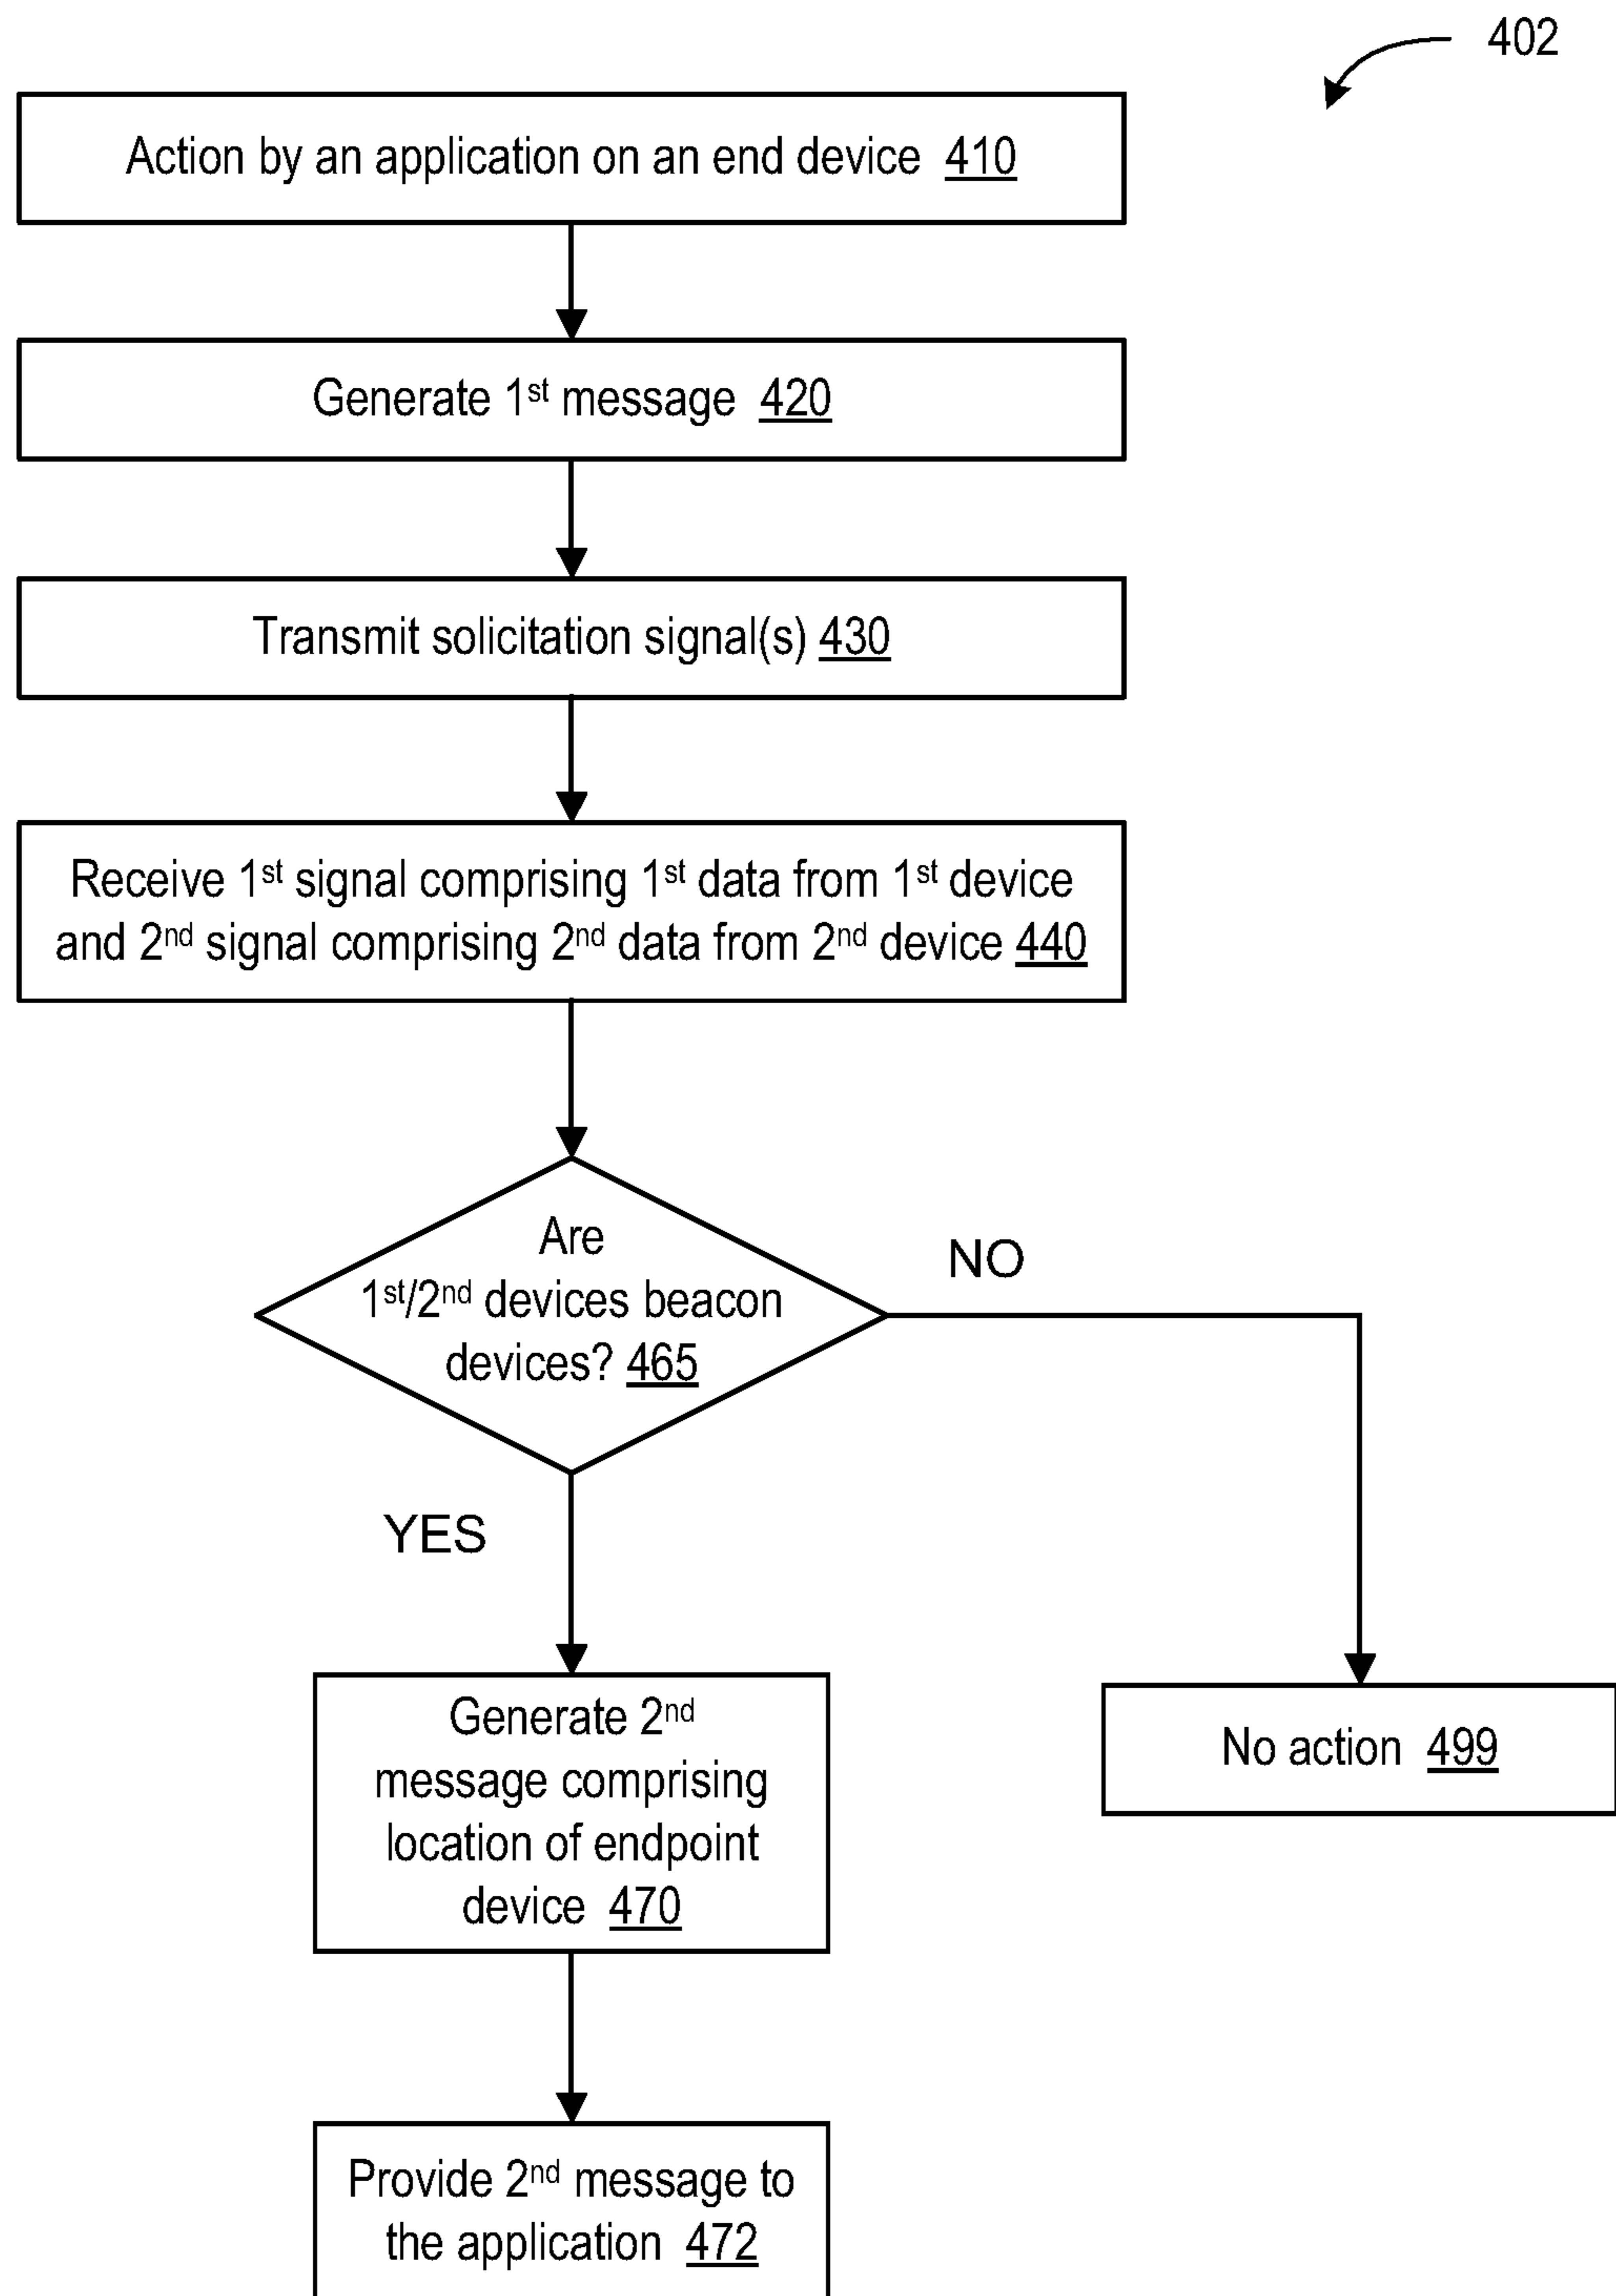 402
Action by an application on an end device 410
Generate 1st message 420
Transmit solicitation signal(s) 430
Receive 1st signal comprising 1st data from 1st device
and 2nd signal comprising 2nd data from 2nd device 440
Are
1st/2nd devices beacon
devices? 465
NO
YES
Generate 2nd
message comprising
location of endpoint
device 470
No action 499
Provide 2nd message to
the application 472